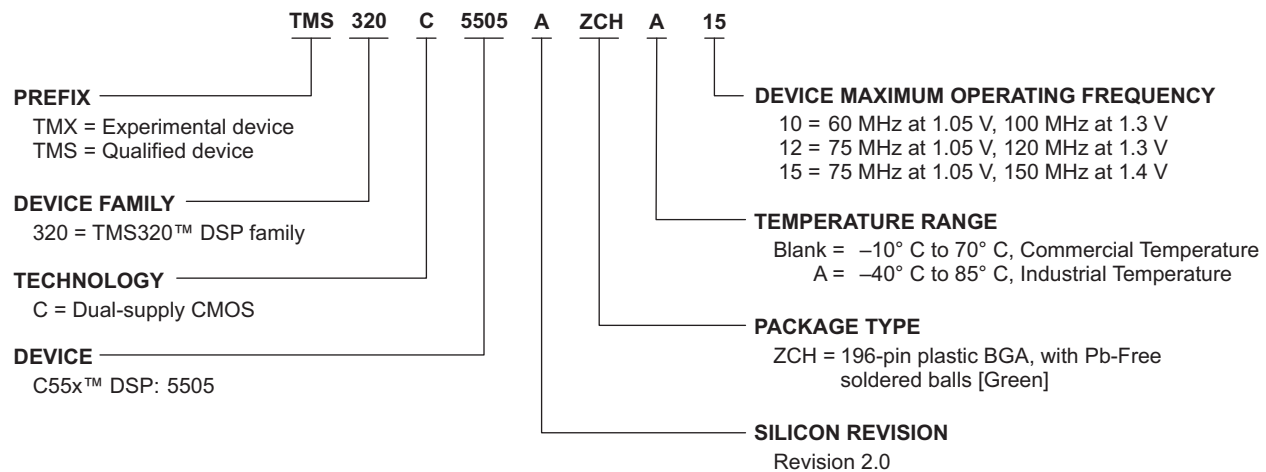 TMS 320 C 5505 A ZCH A 15
PREFIX
TMX = Experimental device
TMS = Qualified device
DEVICE FAMILY
320 = TMS320™ DSP family
TECHNOLOGY
C = Dual-supply CMOS
DEVICE
C55x™ DSP: 5505
DEVICE MAXIMUM OPERATING FREQUENCY
10 = 60 MHz at 1.05 V, 100 MHz at 1.3 V
12 = 75 MHz at 1.05 V, 120 MHz at 1.3 V
15 = 75 MHz at 1.05 V, 150 MHz at 1.4 V
TEMPERATURE RANGE
Blank = –10° C to 70° C, Commercial Temperature
A = –40° C to 85° C, Industrial Temperature
PACKAGE TYPE
ZCH = 196-pin plastic BGA, with Pb-Free
soldered balls [Green]
SILICON REVISION
Revision 2.0